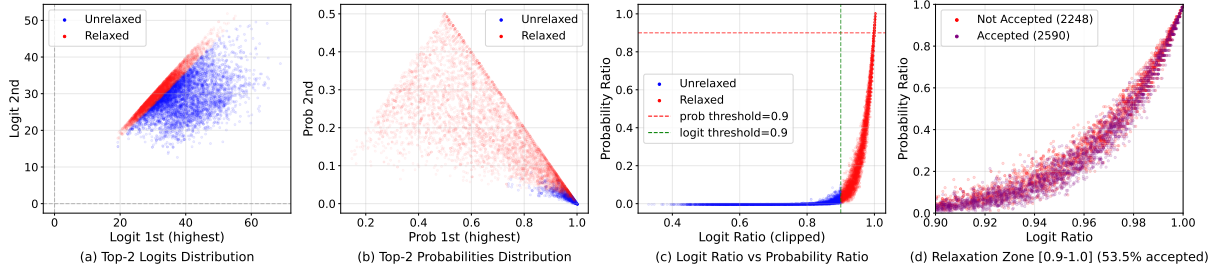 Logit 2nd
50
40
30
20
10
0
Unrelaxed
Relaxed
0
20
40
60
Logit 1st (highest)
(a) Top-2 Logits Distribution
Prob 2nd
0.5
0.4
0.3
0.2
0.1
0.0
Unrelaxed
Relaxed
0.2
0.4
0.6
0.8
1.0
Prob 1st (highest)
(b) Top-2 Probabilities Distribution
Probability Ratio
1.0
0.8
0.6
0.4
0.2
0.0
Unrelaxed
Relaxed
prob threshold=0.9
logit threshold=0.9
0.4
0.6
0.8
1.0
Logit Ratio (clipped)
(c) Logit Ratio vs Probability Ratio
Probability Ratio
1.0
0.8
0.6
0.4
0.2
0.0
Not Accepted (2248)
Accepted (2590)
0.90
0.92
0.94
0.96
0.98
1.00
Logit Ratio
(d) Relaxation Zone [0.9-1.0] (53.5% accepted)